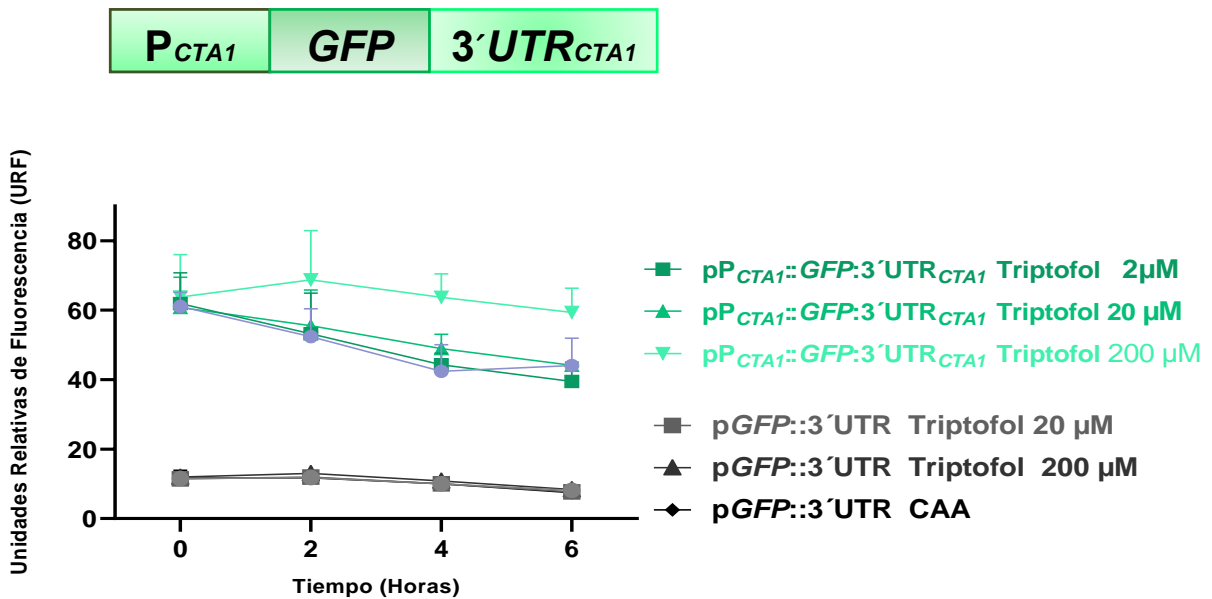 PCTA1 GFP 3´UTRCTA1
Unidades Relativas de Fluorescencia (URF)
80
60
40
20
0
0 2 4 6
Tiempo (Horas)
pPCTA1::GFP:3´UTRCTA1 Triptofol 2µM
pPCTA1::GFP:3´UTRCTA1 Triptofol 20 µM
pPCTA1::GFP:3´UTRCTA1 Triptofol 200 µM
pGFP::3´UTR Triptofol 20 µM
pGFP::3´UTR Triptofol 200 µM
pGFP::3´UTR CAA